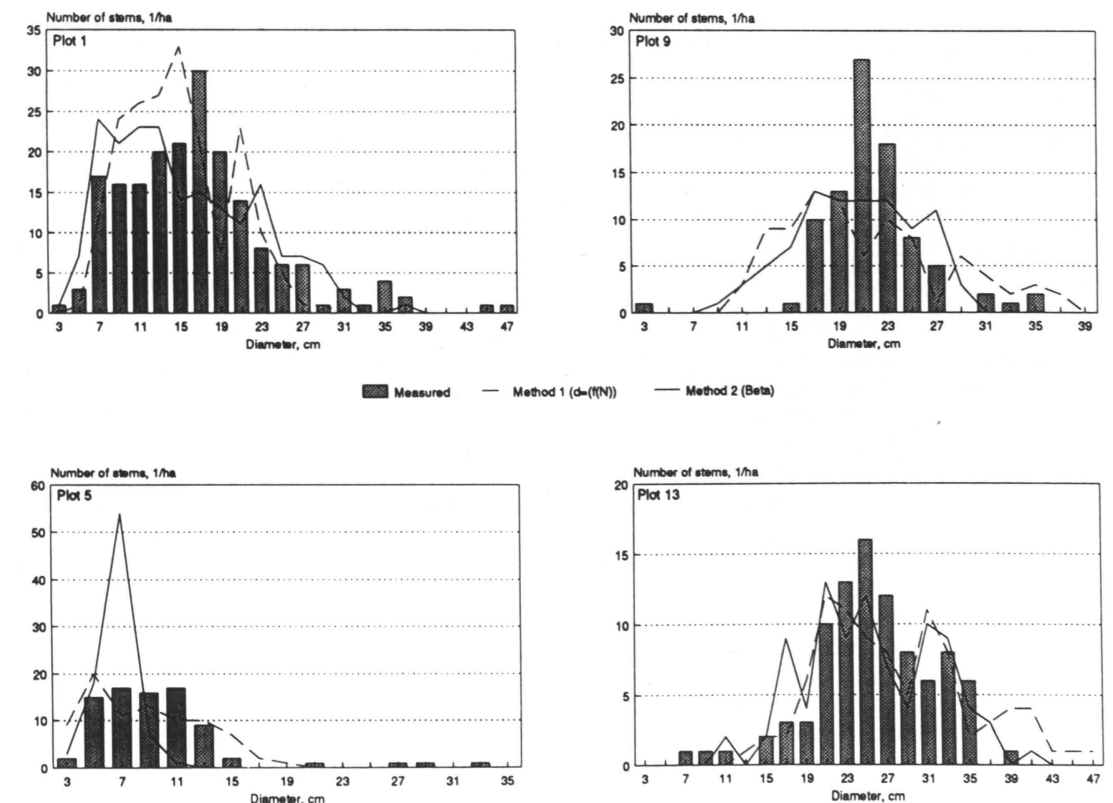 Number of stems, 1/ha
Plot 1
35
30
25
20
15
10
5
0
3 7 11 15 19 23 27 31 35 39 43 47
Diameter, cm
Number of stems, 1/ha
Plot 9
30
25
20
15
10
5
0
3 7 11 15 19 23 27 31 35 39
Diameter, cm
Measured
Method 1 (d=(f(N))
Method 2 (Beta)
Number of stems, 1/ha
Plot 5
60
50
40
30
20
10
0
3 7 11 15 19 23 27 31 35
Diameter, cm
Number of stems, 1/ha
Plot 13
20
15
10
5
0
3 7 11 15 19 23 27 31 35 39 43 47
Diameter, cm